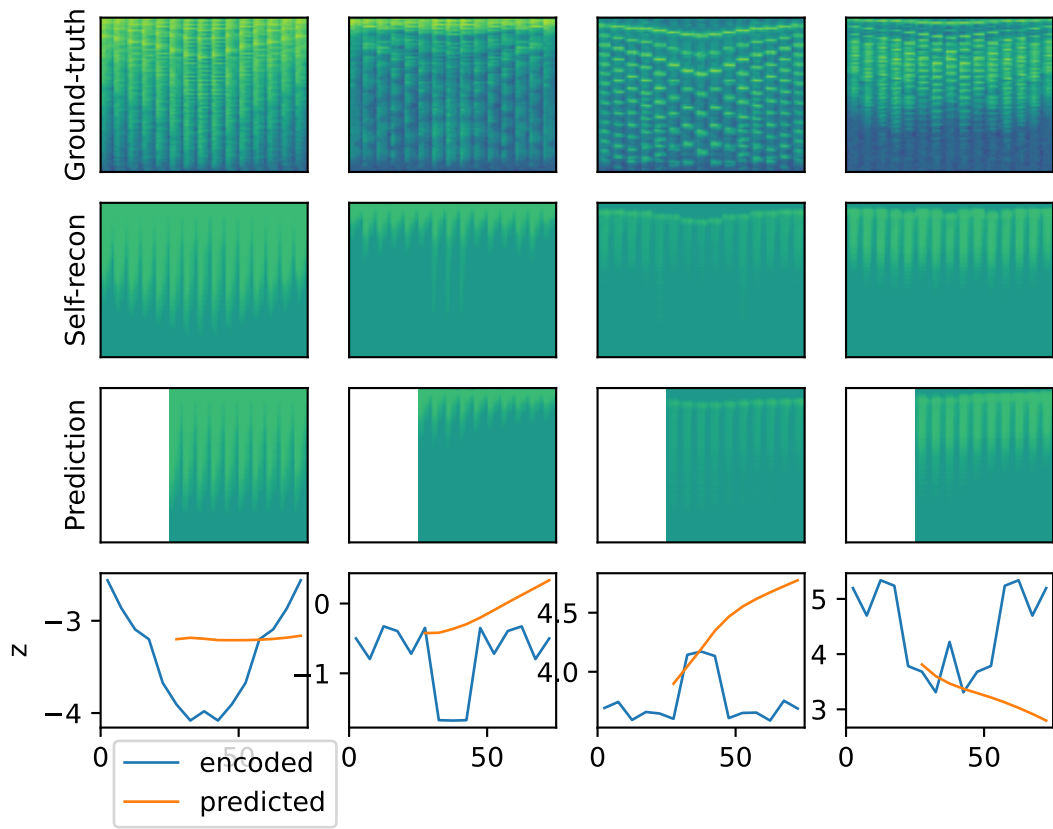 Ground-truth
Self-recon
Prediction
z
−3
−4
0
−1
4.5
4.0
5
4
3
0 50
0 50
0 50
0 50
encoded
predicted